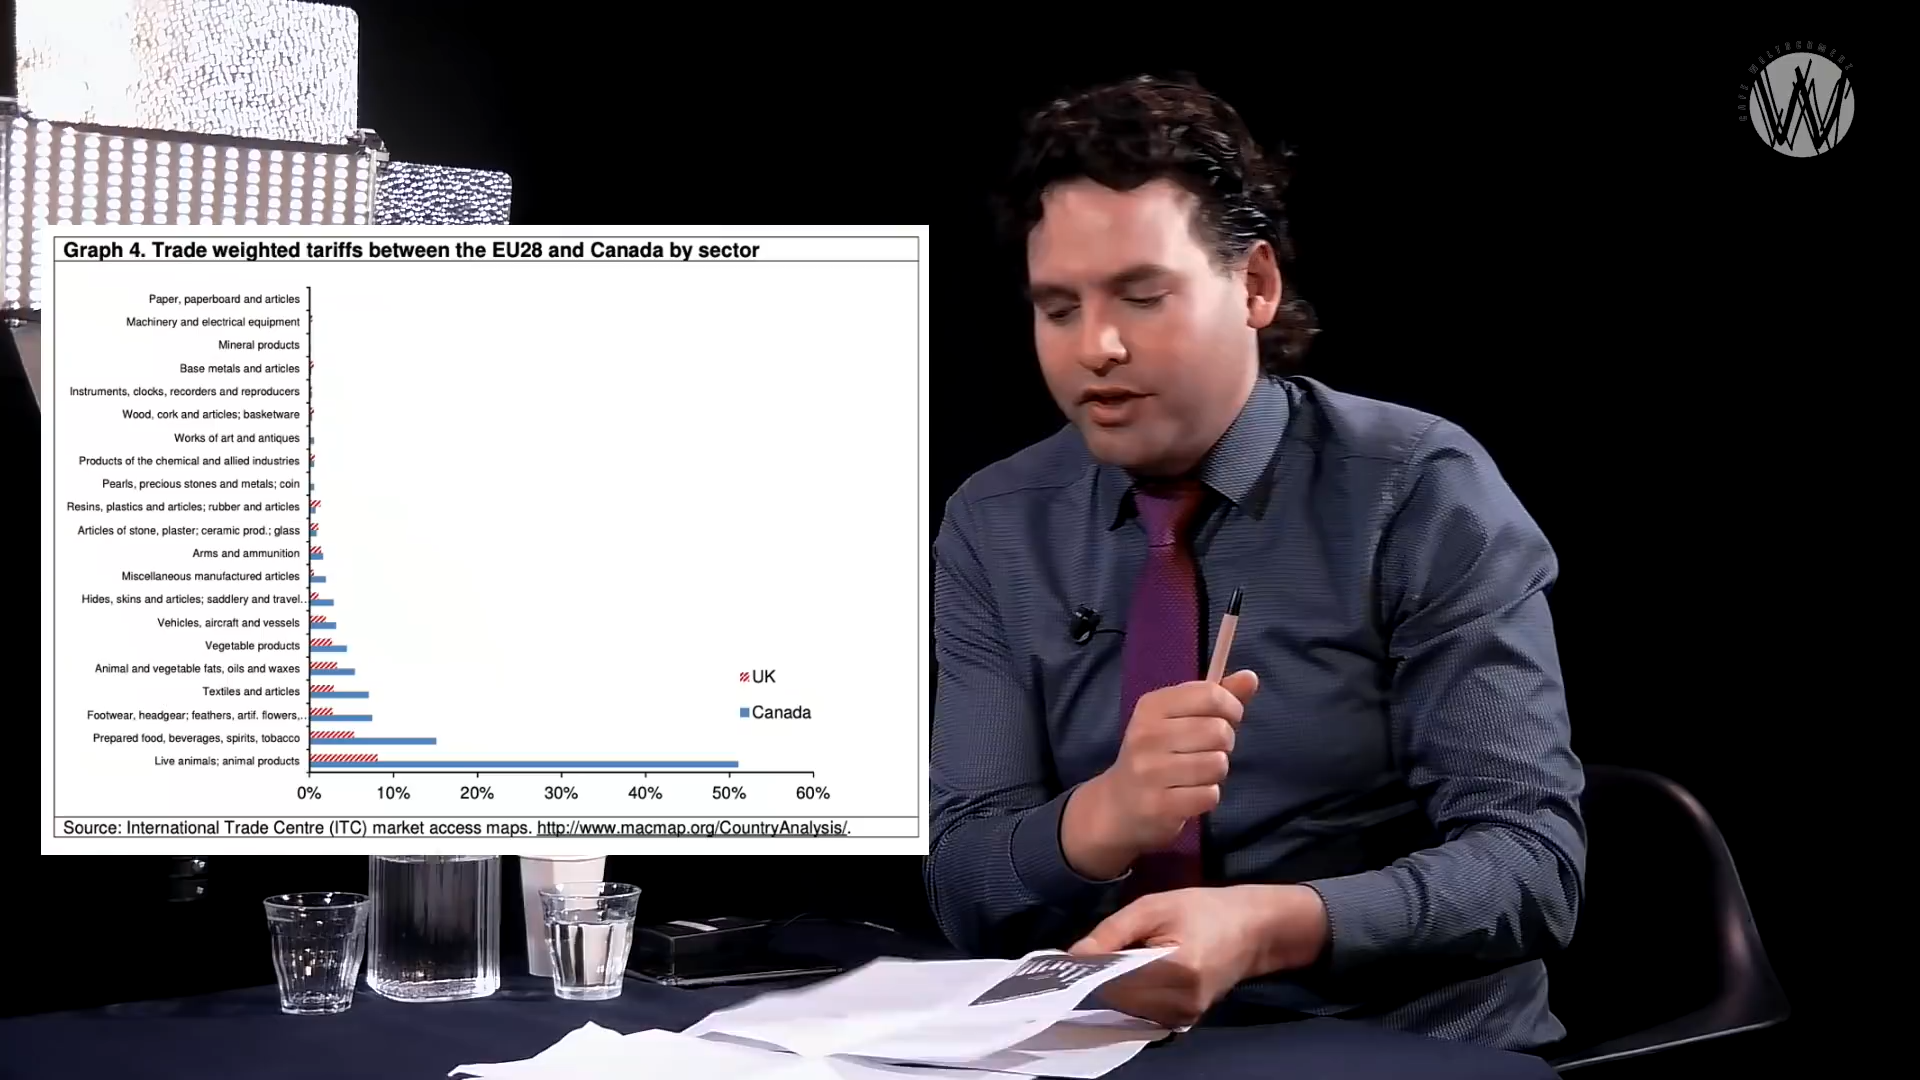 CAFE WELTSCHMERZ
Graph 4. Trade weighted tariffs between the EU28 and Canada by sector
Paper, paperboard and articles
Machinery and electrical equipment
Mineral products
Base metals and articles
Instruments, clocks, recorders and reproducers
Wood, cork and articles; basketware
Works of art and antiques
Products of the chemical and allied industries
Pearls, precious stones and metals; coin
Resins, plastics and articles; rubber and articles
Articles of stone, plaster; ceramic prod.; glass
Arms and ammunition
Miscellaneous manufactured articles
Hides, skins and articles; saddlery and travel...
Vehicles, aircraft and vessels
Vegetable products
Animal and vegetable fats, oils and waxes
Textiles and articles
Footwear, headgear; feathers, artif. flowers,...
Prepared food, beverages, spirits, tobacco
Live animals; animal products
UK
Canada
0% 10% 20% 30% 40% 50% 60%
Source: International Trade Centre (ITC) market access maps. http://www.macmap.org/CountryAnalysis/.